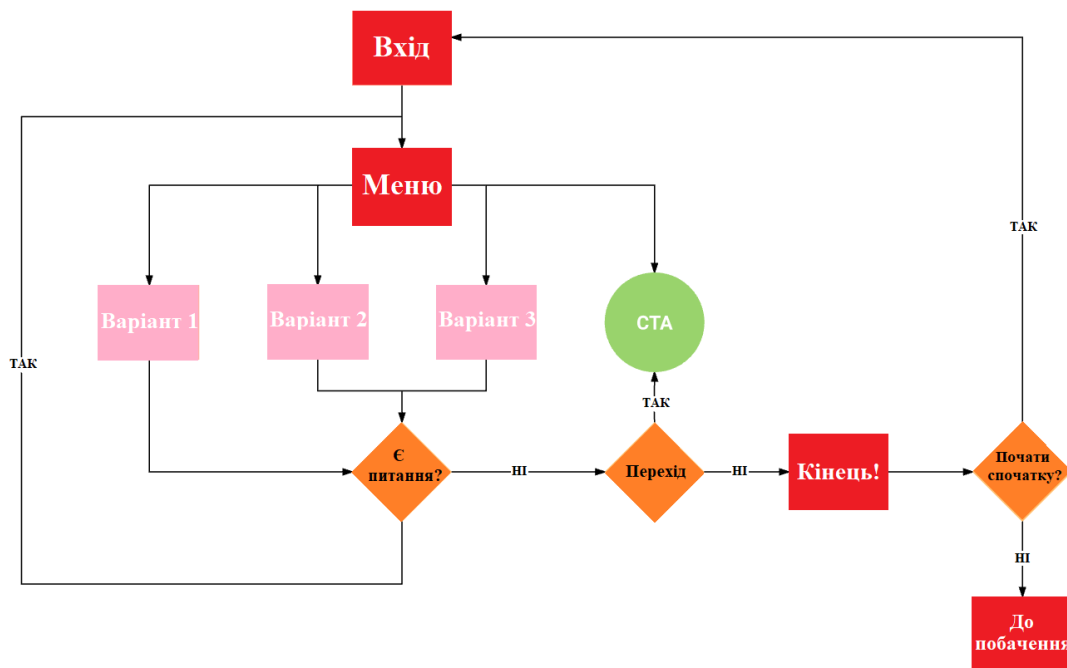 Вхід
ТАК
Меню
Варіант 1
Варіант 2
Варіант 3
СТА
ТАК
ТАК
Є
питання?
НІ
Перехід
НІ
Кінець!
Почати
спочатку?
НІ
До
побачення